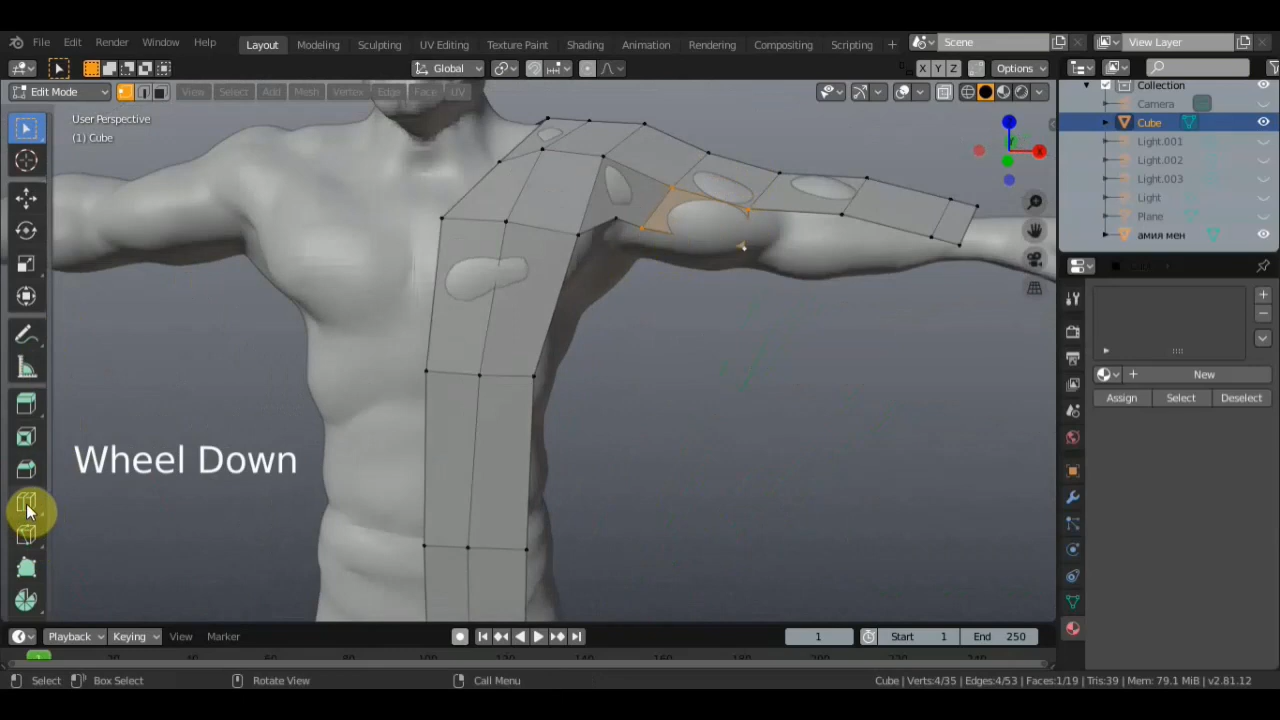 File Edit Render Window Help Layout Modeling Sculpting UV Editing Texture Paint Shading Animation Rendering Compositing Scripting + Scene View Layer
Global X Y Z Options
Edit Mode View Select Add Mesh Vertex Edge Face UV
User Perspective
(1) Cube
X
Collection
Camera
Cube
Light.001
Light.002
Light.003
Light
Plane
амия мен
Wheel Down
+ New
Assign Select Deselect
Playback Keying View Marker 1 Start 1 End 250
Select Box Select Rotate View Call Menu Cube | Verts:4/35 | Edges:4/53 | Faces:1/19 | Tris:39 | Mem: 79.1 MiB | v2.81.12